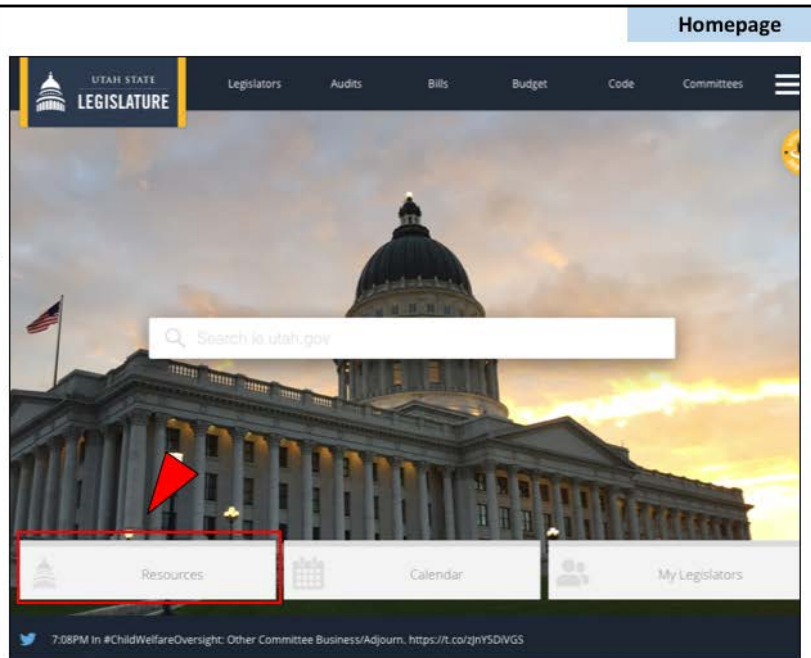 Homepage
UTAH STATE
LEGISLATURE
Legislators Audits Bills Budget Code Committees
Search le.utah.gov
Resources Calendar My Legislators
7:08PM In #ChildWelfareOversight: Other Committee Business/Adjourn. https://t.co/zJnYSDiVGS